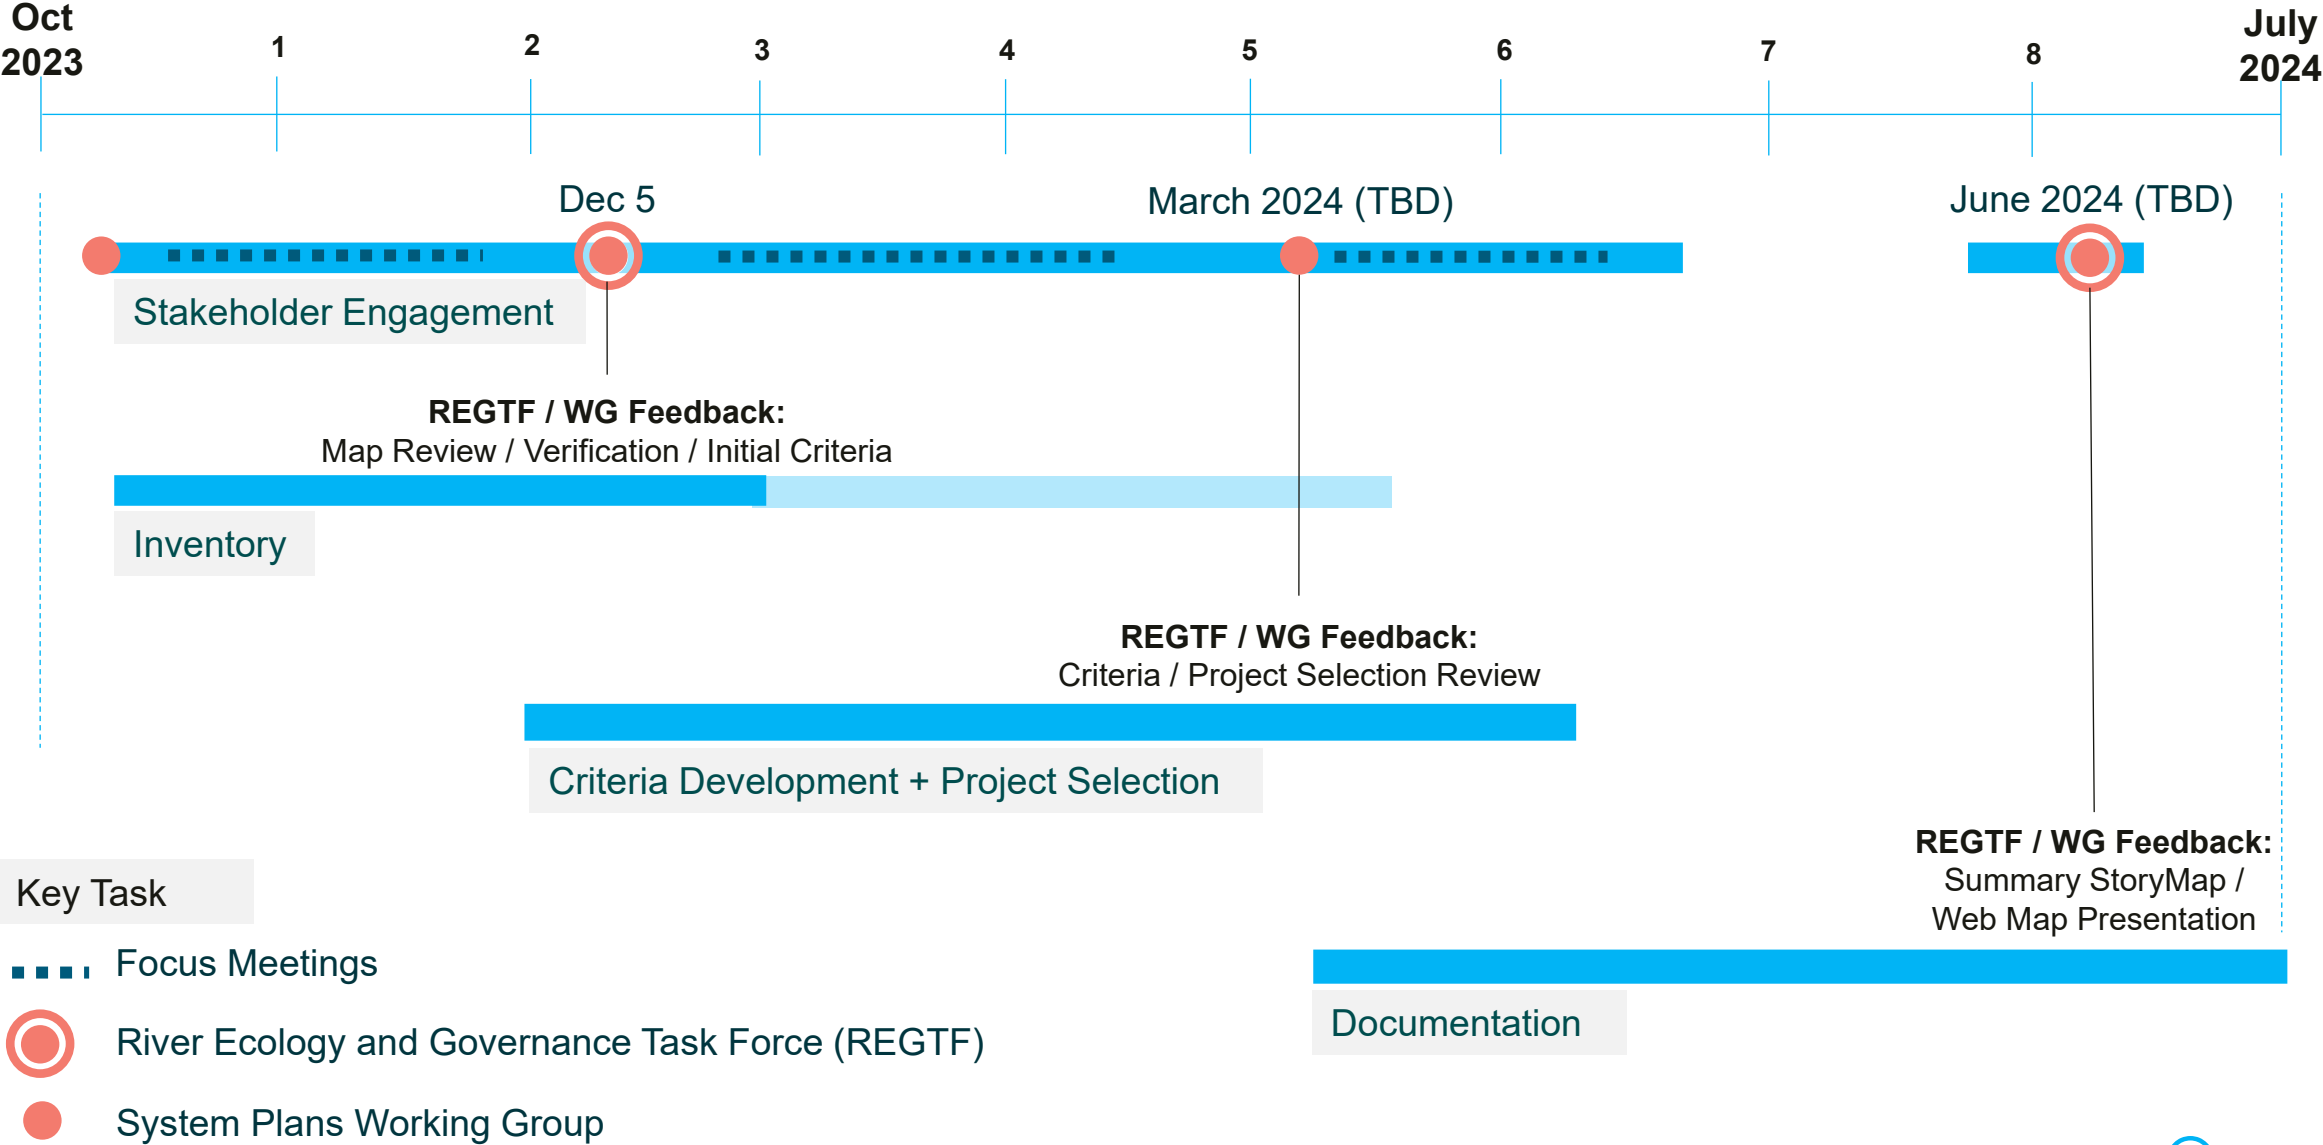 Oct
2023
1
2
3
4
5
6
7
8
July
2024
Dec 5
March 2024 (TBD)
June 2024 (TBD)
Stakeholder Engagement
REGTF / WG Feedback:
Map Review / Verification / Initial Criteria
Inventory
REGTF / WG Feedback:
Criteria / Project Selection Review
Criteria Development + Project Selection
REGTF / WG Feedback:
Summary StoryMap /
Web Map Presentation
Documentation
Key Task
Focus Meetings
River Ecology and Governance Task Force (REGTF)
System Plans Working Group